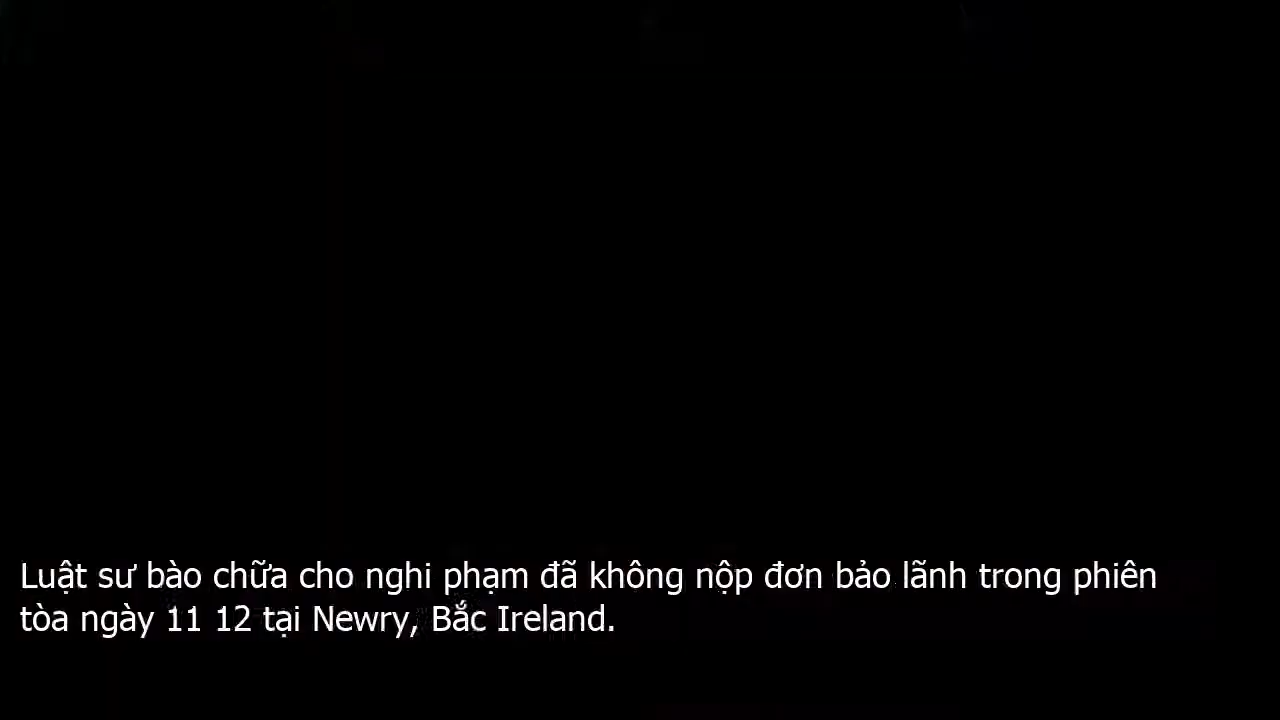 Luật sư bào chữa cho nghi phạm đã không nộp đơn bảo lãnh trong phiên
tòa ngày 11 12 tại Newry, Bắc Ireland.